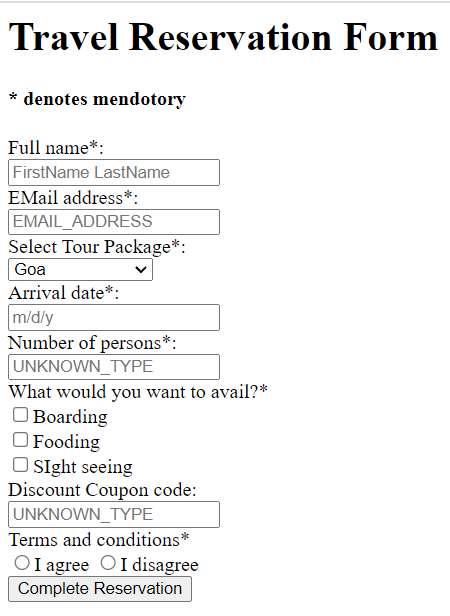 Travel Reservation Form
* denotes mendotory
Full name*:
FirstName LastName
EMail address*:
EMAIL_ADDRESS
Select Tour Package*:
Goa
Arrival date*:
m/d/y
Number of persons*:
UNKNOWN_TYPE
What would you want to avail?*
Boarding
Fooding
SIght seeing
Discount Coupon code:
UNKNOWN_TYPE
Terms and conditions*
I agree I disagree
Complete Reservation